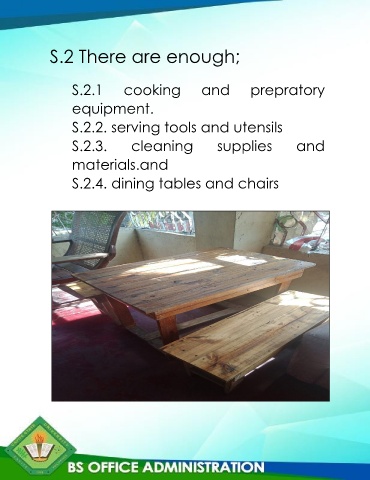 S.2 There are enough;
S.2.1 cooking and prepratory
equipment.
S.2.2. serving tools and utensils
S.2.3. cleaning supplies and
materials.and
S.2.4. dining tables and chairs
BS OFFICE ADMINISTRATION